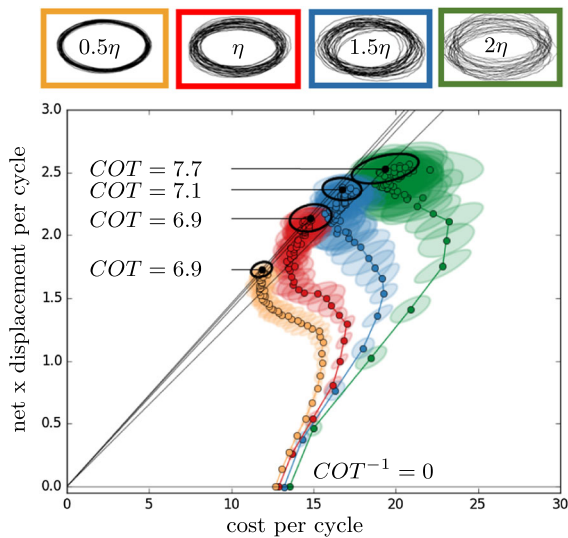 0.5η
η
1.5η
2η
3.0
2.5
2.0
1.5
1.0
0.5
0.0
net x displacement per cycle
COT = 7.7
COT = 7.1
COT = 6.9
COT = 6.9
COT⁻¹ = 0
0
5
10
15
20
25
30
cost per cycle